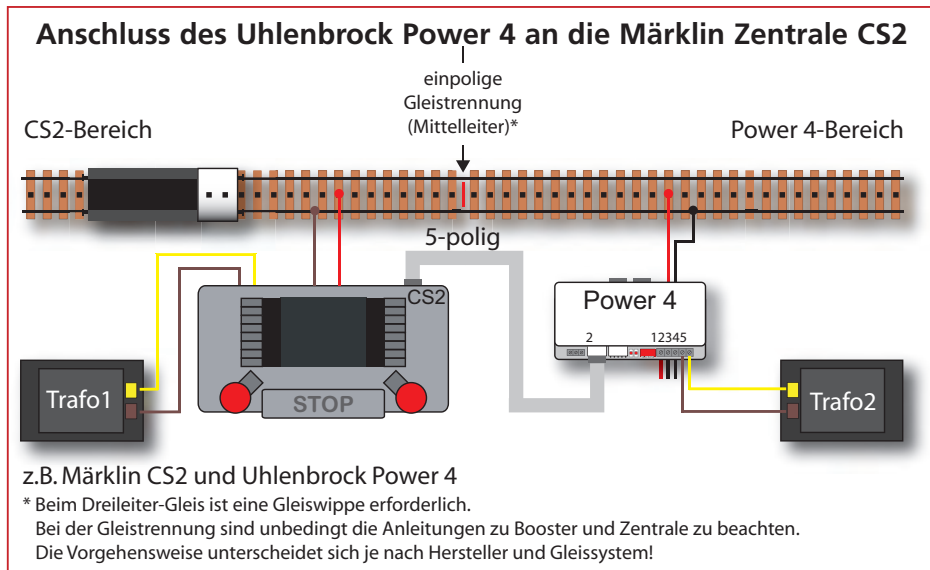 Anschluss des Uhlenbrock Power 4 an die Märklin Zentrale CS2
einpolige
Gleistrennung
(Mittelleiter)*
CS2-Bereich
Power 4-Bereich
5-polig
CS2
Power 4
2
12345
Trafo1
STOP
Trafo2
z.B. Märklin CS2 und Uhlenbrock Power 4
* Beim Dreileiter-Gleis ist eine Gleiswippe erforderlich.
Bei der Gleistrennung sind unbedingt die Anleitungen zu Booster und Zentrale zu beachten.
Die Vorgehensweise unterscheidet sich je nach Hersteller und Gleissystem!